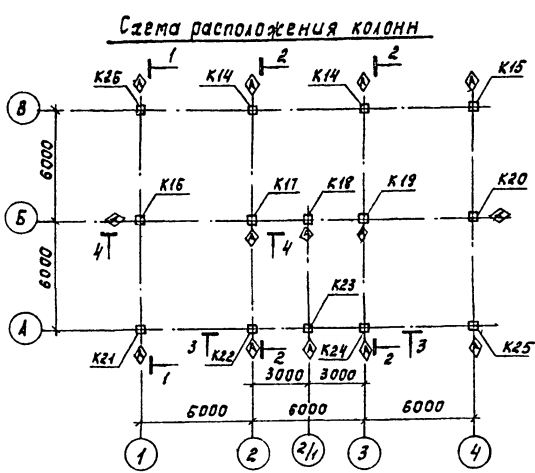 Схема расположения колонн
1 2 2
К26 К14 К14 К15
В
6000
К16 К17 К18 К19 К20
Б
4 4
6000
К23
А
К21 3 К22 2 К24 2 3 К25
1
3000 3000
6000 6000 6000
1 2 2/1 3 4